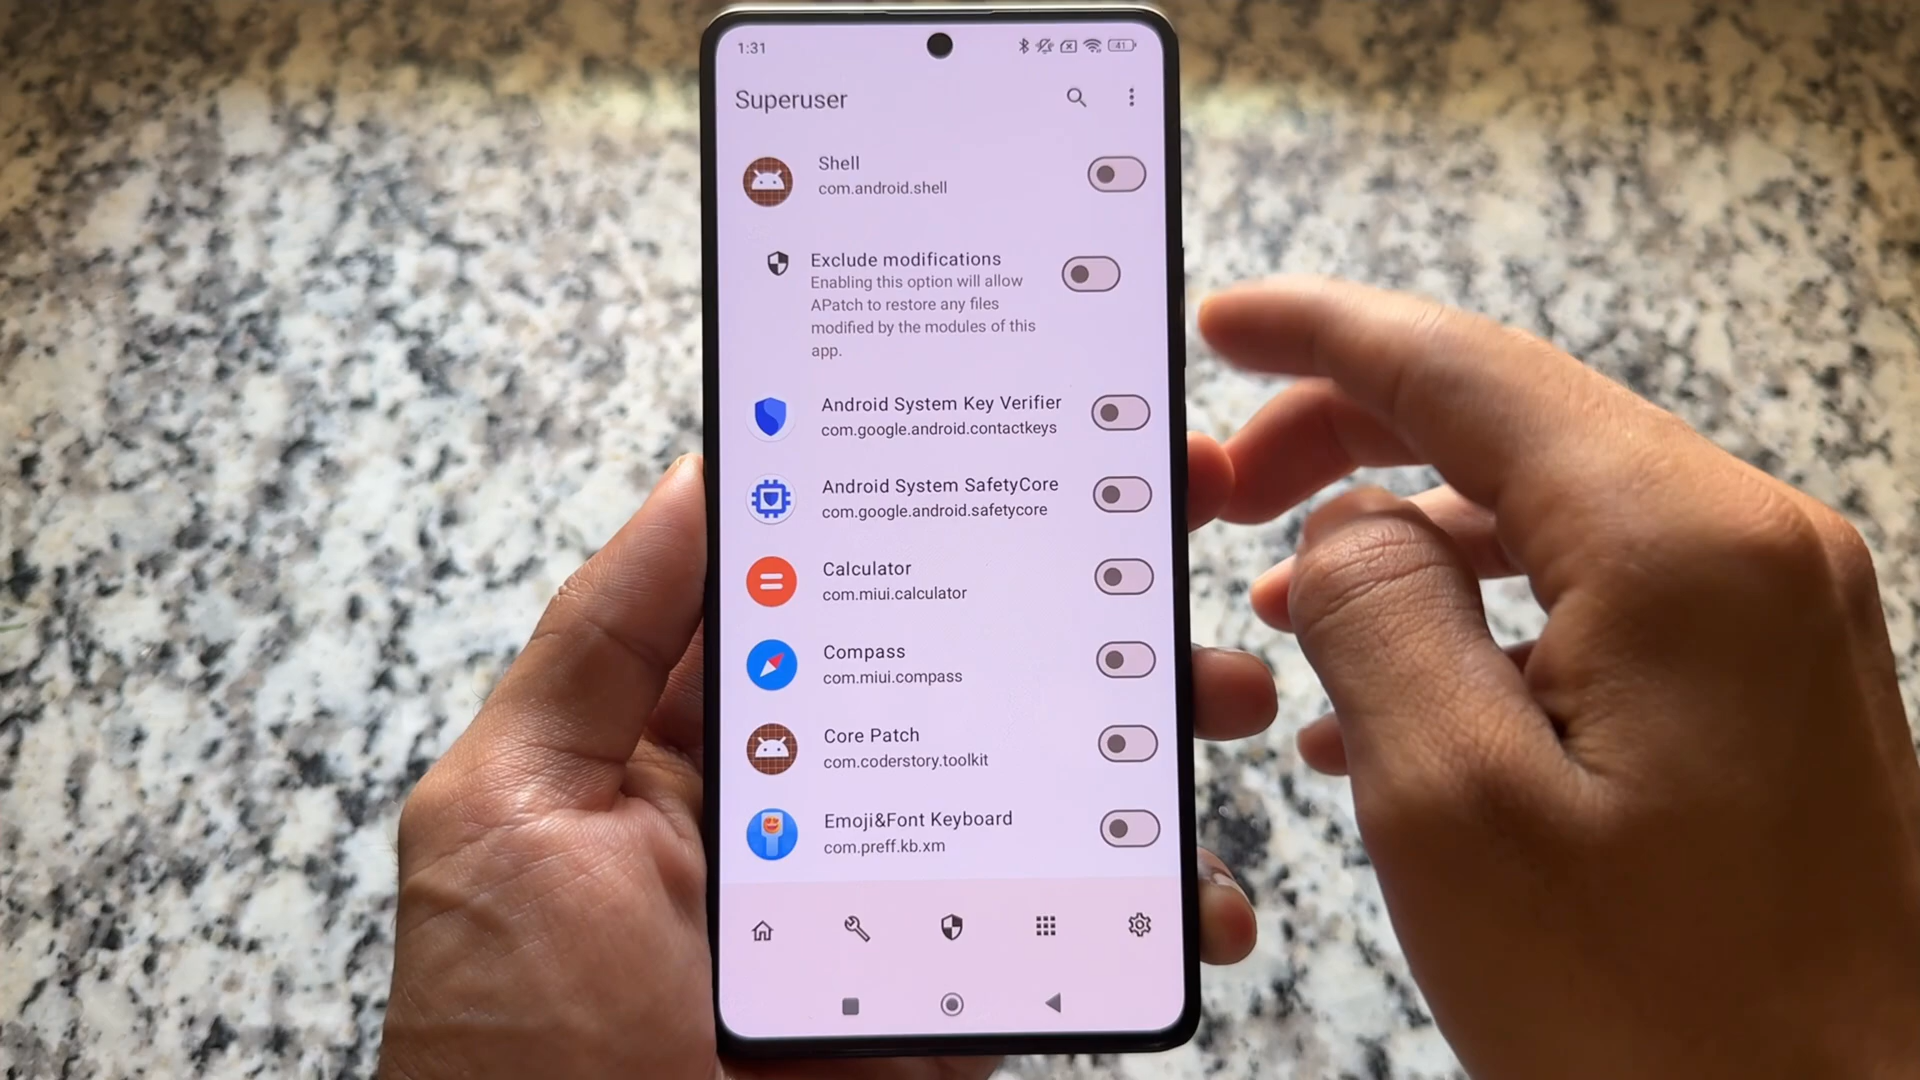 1:31
41
Superuser
Shell
com.android.shell
Exclude modifications
Enabling this option will allow
APatch to restore any files
modified by the modules of this
app.
Android System Key Verifier
com.google.android.contactkeys
Android System SafetyCore
com.google.android.safetycore
Calculator
com.miui.calculator
Compass
com.miui.compass
Core Patch
com.coderstory.toolkit
Emoji&Font Keyboard
com.preff.kb.xm